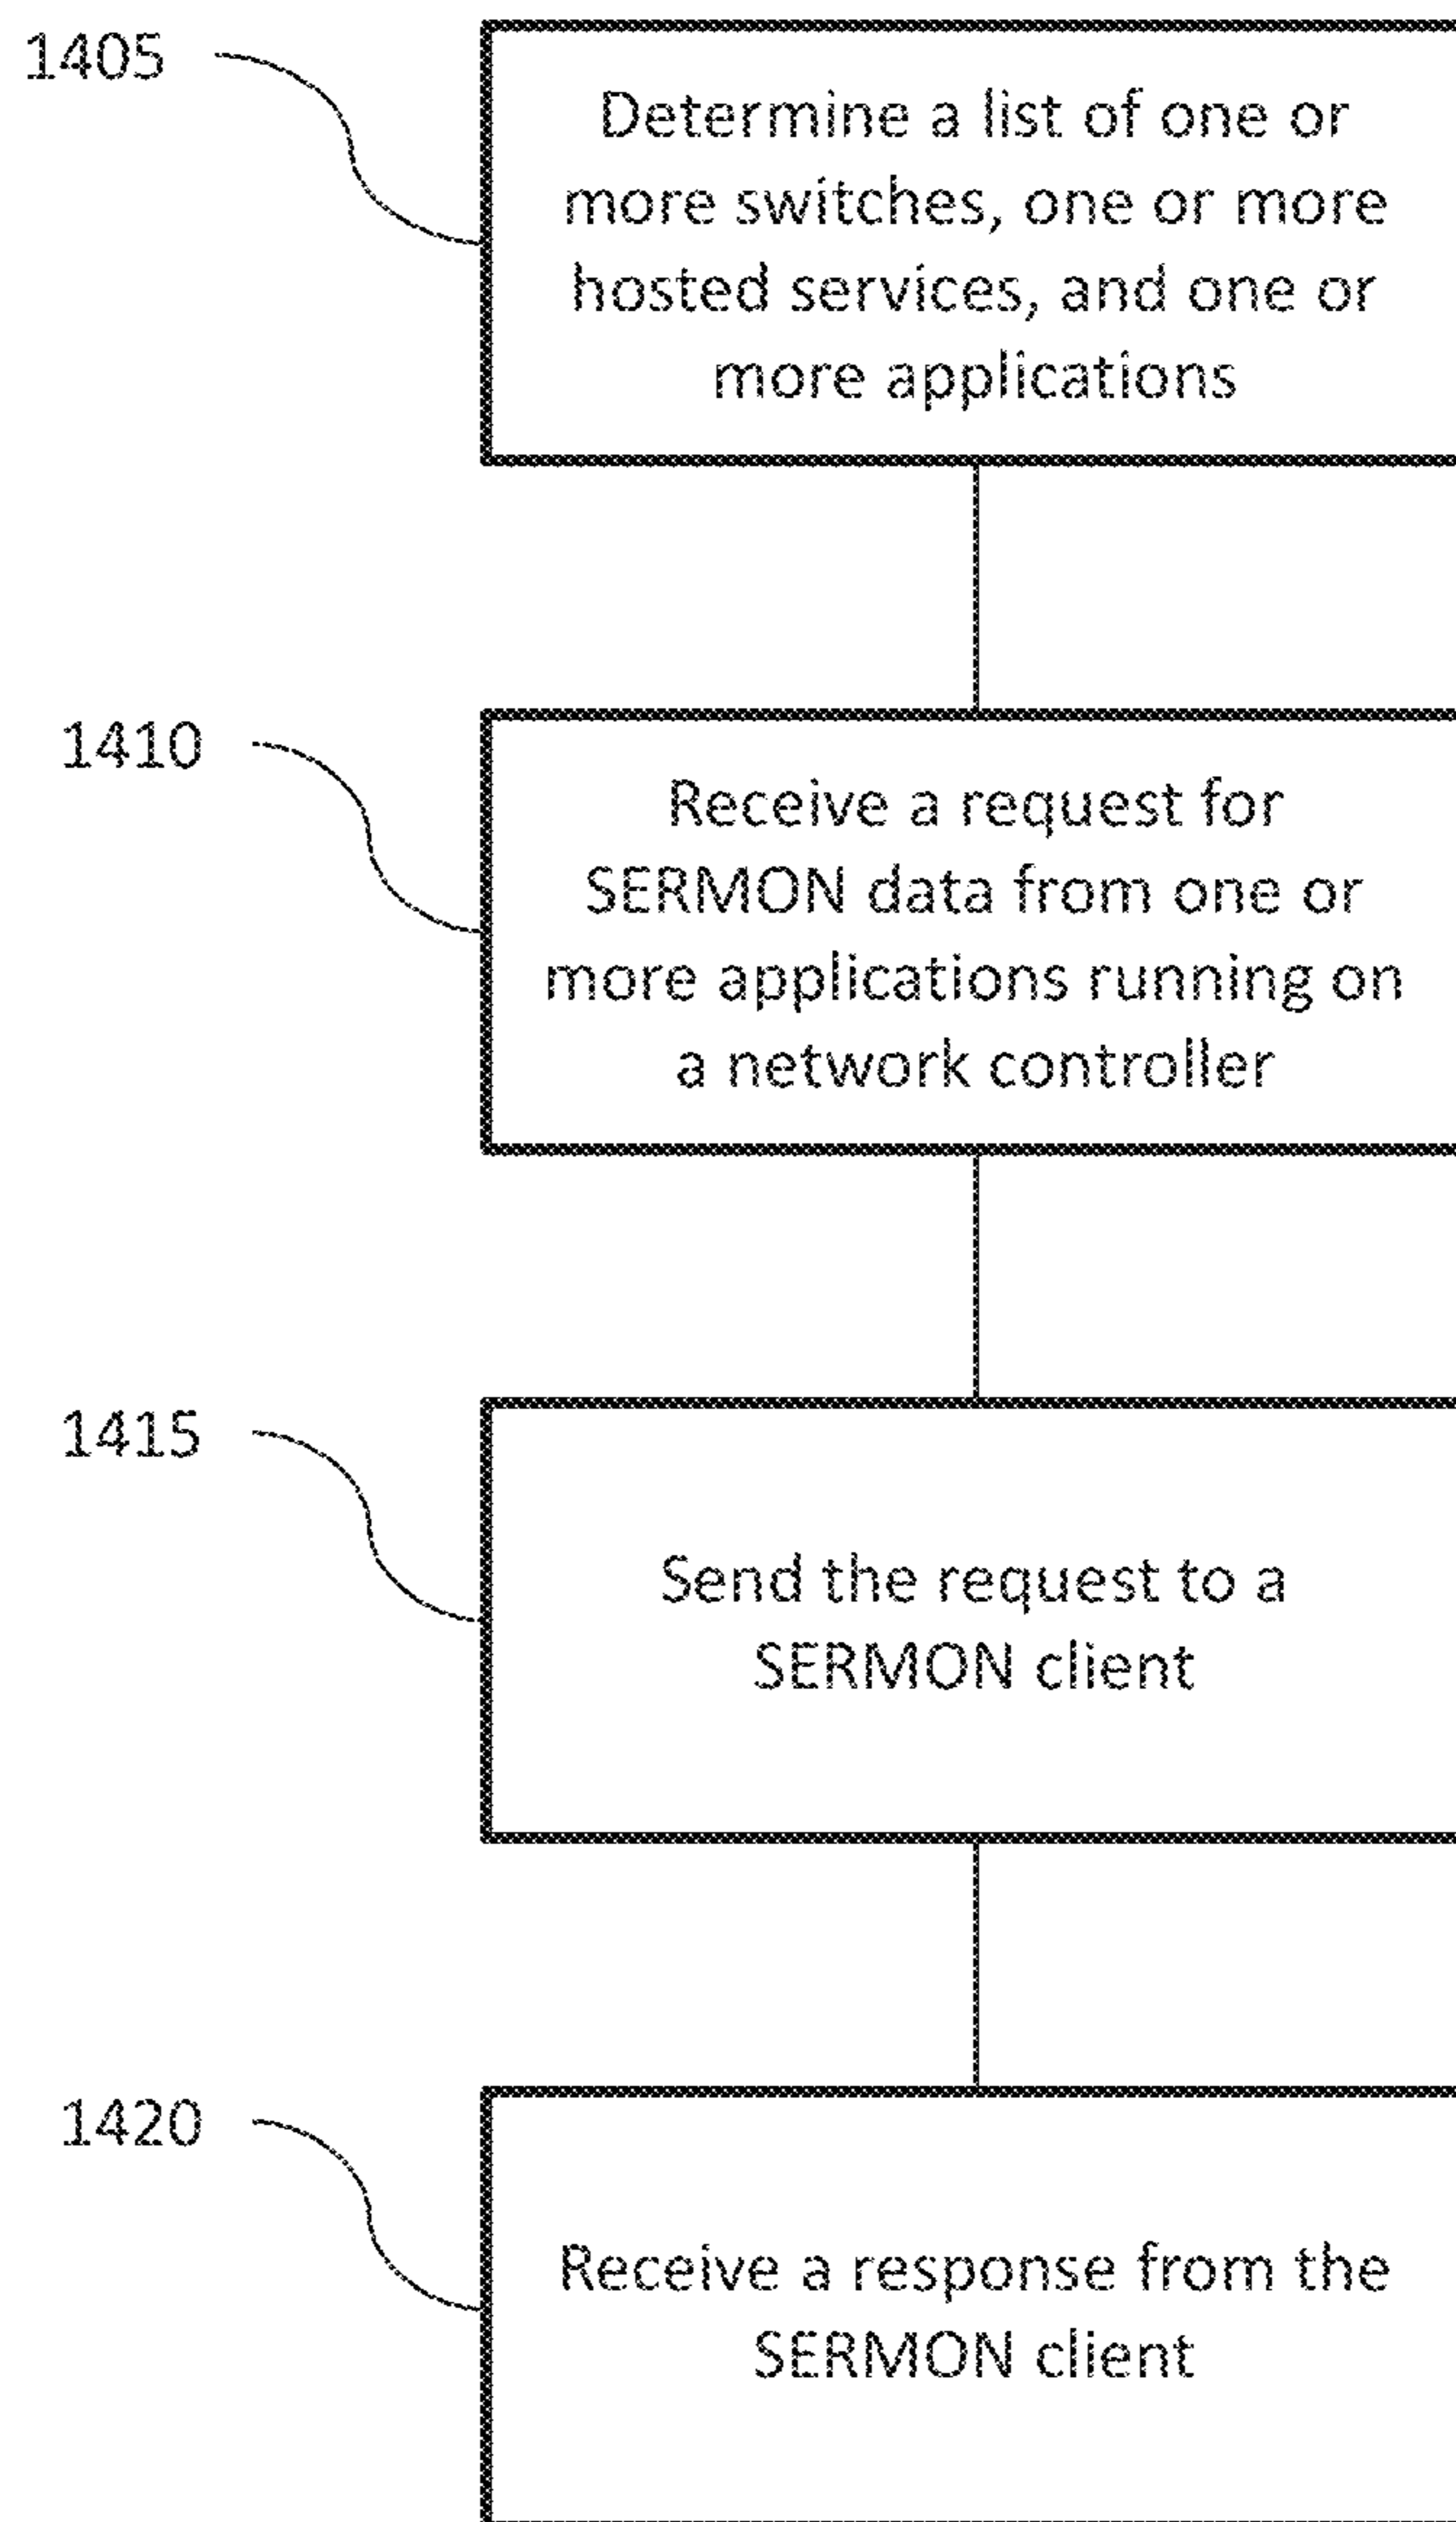 1405
Determine a list of one or
more switches, one or more
hosted services, and one or
more applications
1410
Receive a request for
SERMON data from one or
more applications running on
a network controller
1415
Send the request to a
SERMON client
1420
Receive a response from the
SERMON client